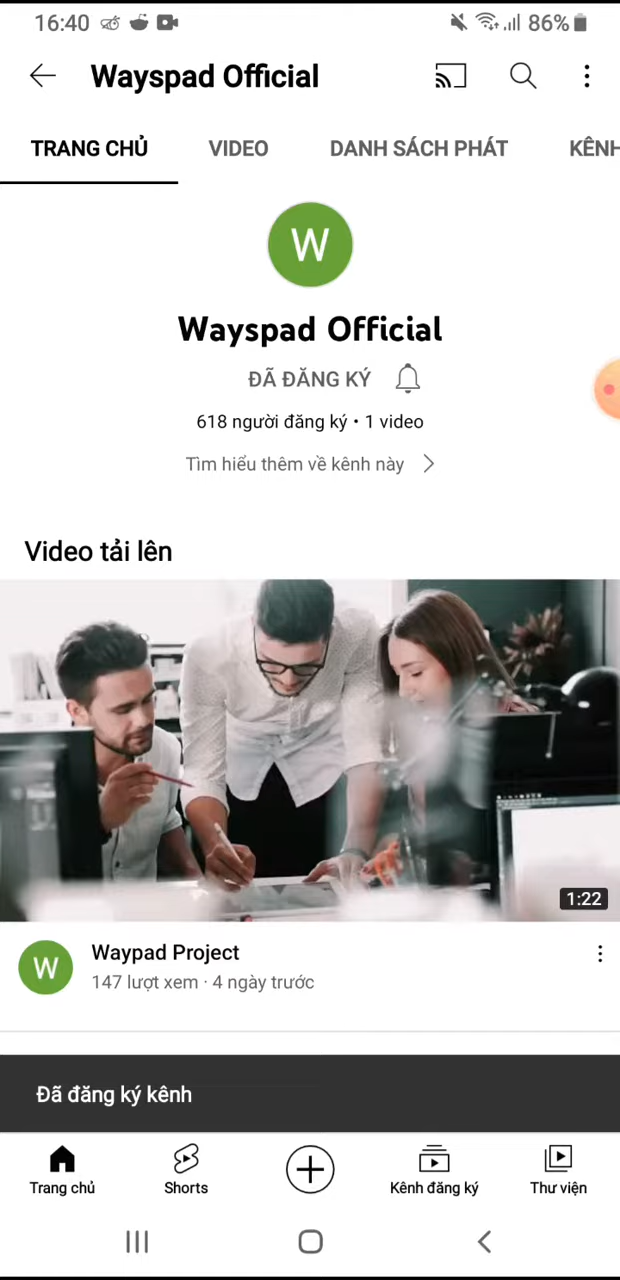 16:40 86%
Wayspad Official
TRANG CHỦ VIDEO DANH SÁCH PHÁT KÊNH
W
Wayspad Official
ĐÃ ĐĂNG KÝ
618 người đăng ký • 1 video
Tìm hiểu thêm về kênh này
Video tải lên
1:22
W
Waypad Project
147 lượt xem · 4 ngày trước
Đã đăng ký kênh
Trang chủ Shorts Kênh đăng ký Thư viện